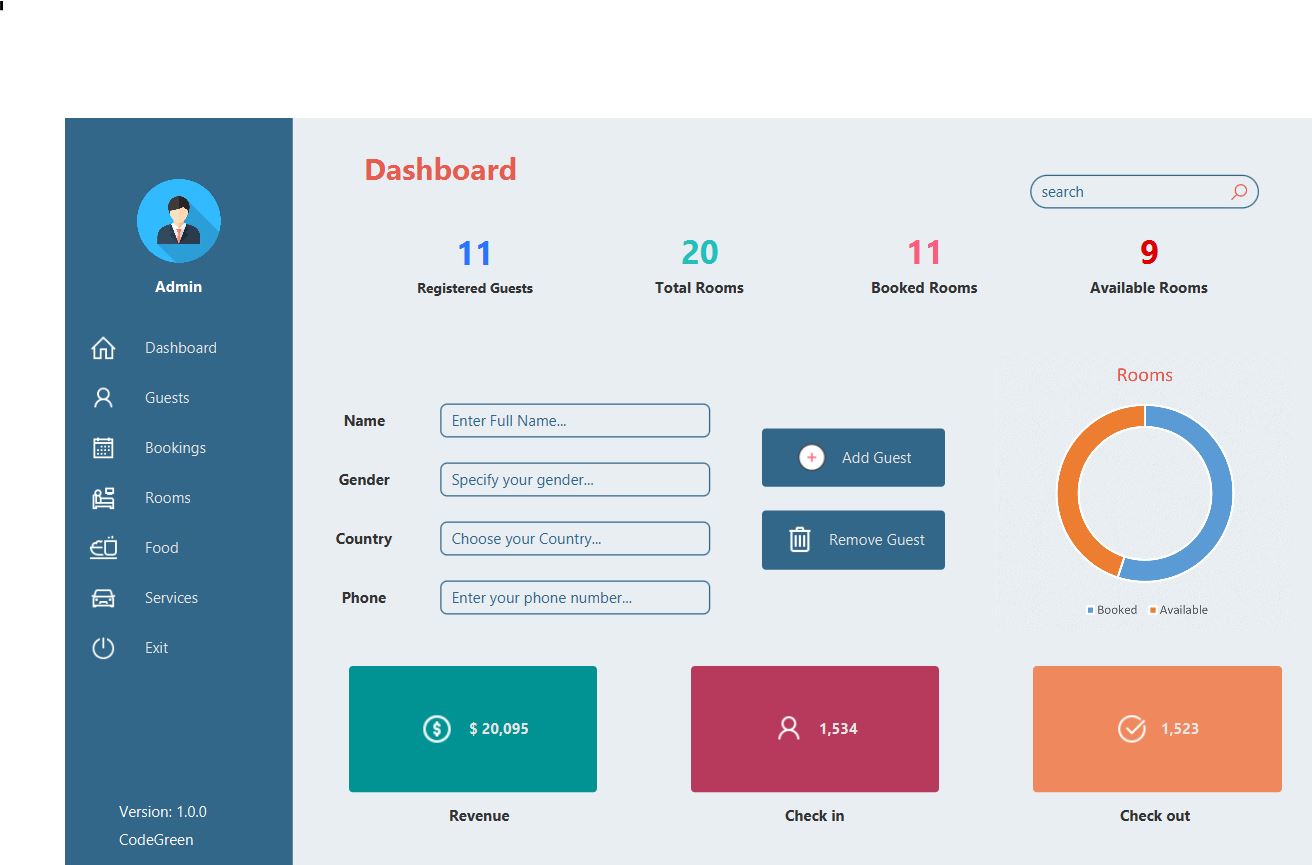 Dashboard
search
11
20
11
9
Registered Guests
Total Rooms
Booked Rooms
Available Rooms
Admin
Dashboard
Guests
Bookings
Rooms
Food
Services
Exit
Version: 1.0.0
CodeGreen
Name
Enter Full Name...
Gender
Specify your gender...
Country
Choose your Country...
Phone
Enter your phone number...
Add Guest
Remove Guest
Rooms
Booked
Available
$ 20,095
Revenue
1,534
Check in
1,523
Check out